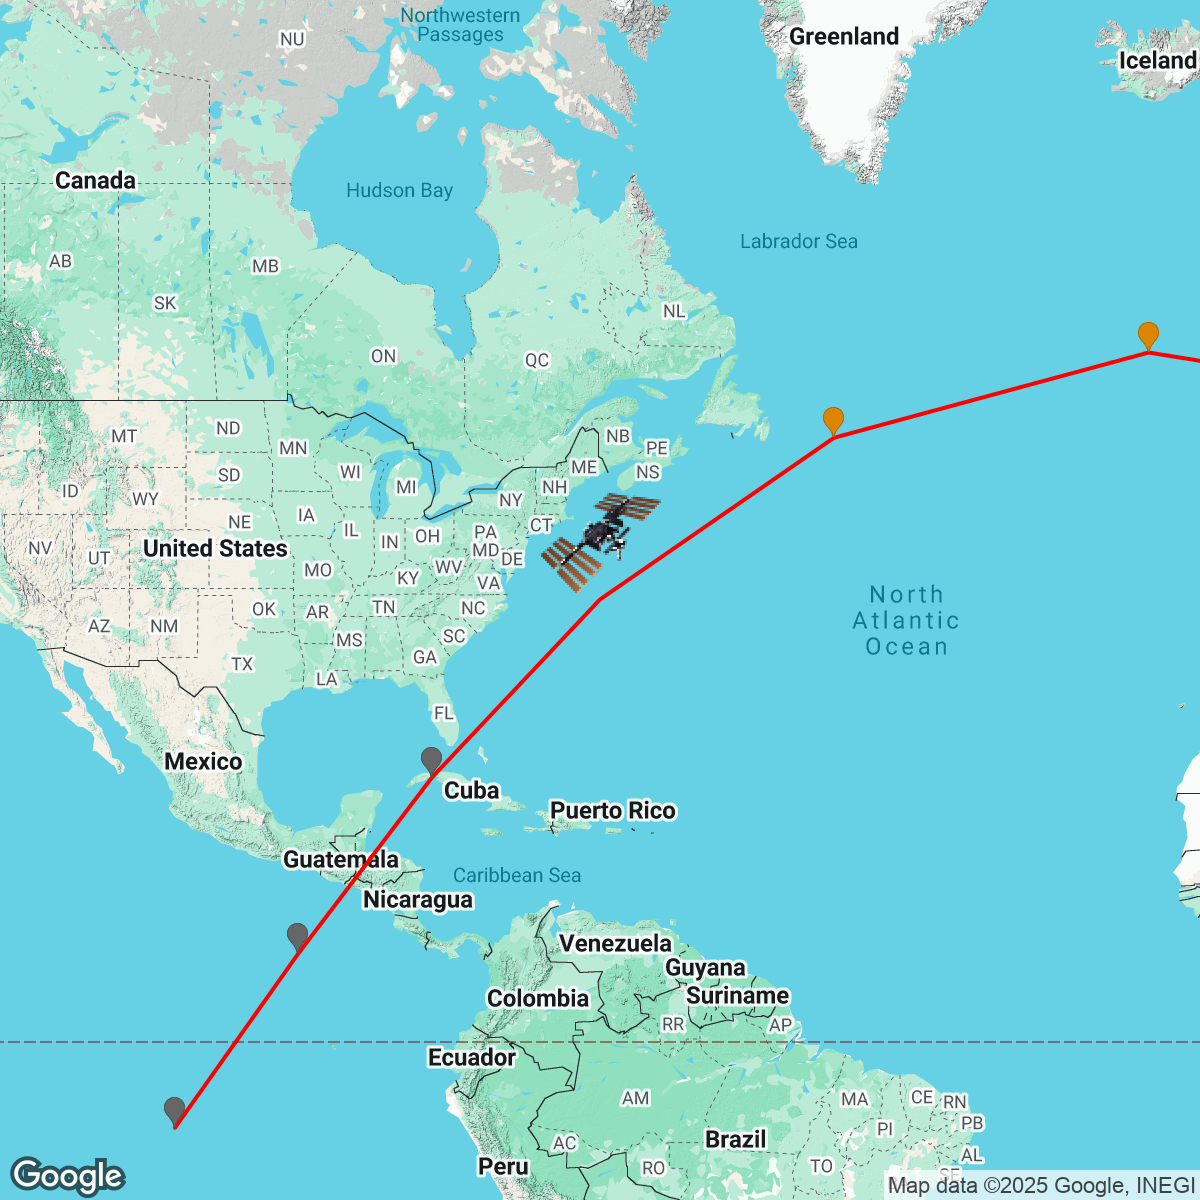 Northwestern
Passages
NU
Greenland
Iceland
Canada
Hudson Bay
Labrador Sea
AB
MB
SK
NL
ON
QC
MT
ND
MN
NB
PE
NS
ME
WI
SD
MI
NH
NY
ID
WY
IA
NE
IL
IN
OH
PA
CT
NV
UT
United States
MD
DE
MO
KY
WV
VA
North
Atlantic
Ocean
AZ
NM
OK
AR
TN
NC
MS
SC
TX
GA
LA
FL
Mexico
Cuba
Puerto Rico
Guatemala
Caribbean Sea
Nicaragua
Venezuela
Guyana
Colombia
Suriname
RR
AP
Ecuador
AM
MA
CE
RN
PB
PI
AC
Brazil
AL
Peru
RO
TO
SE
Google
Map data ©2025 Google, INEGI